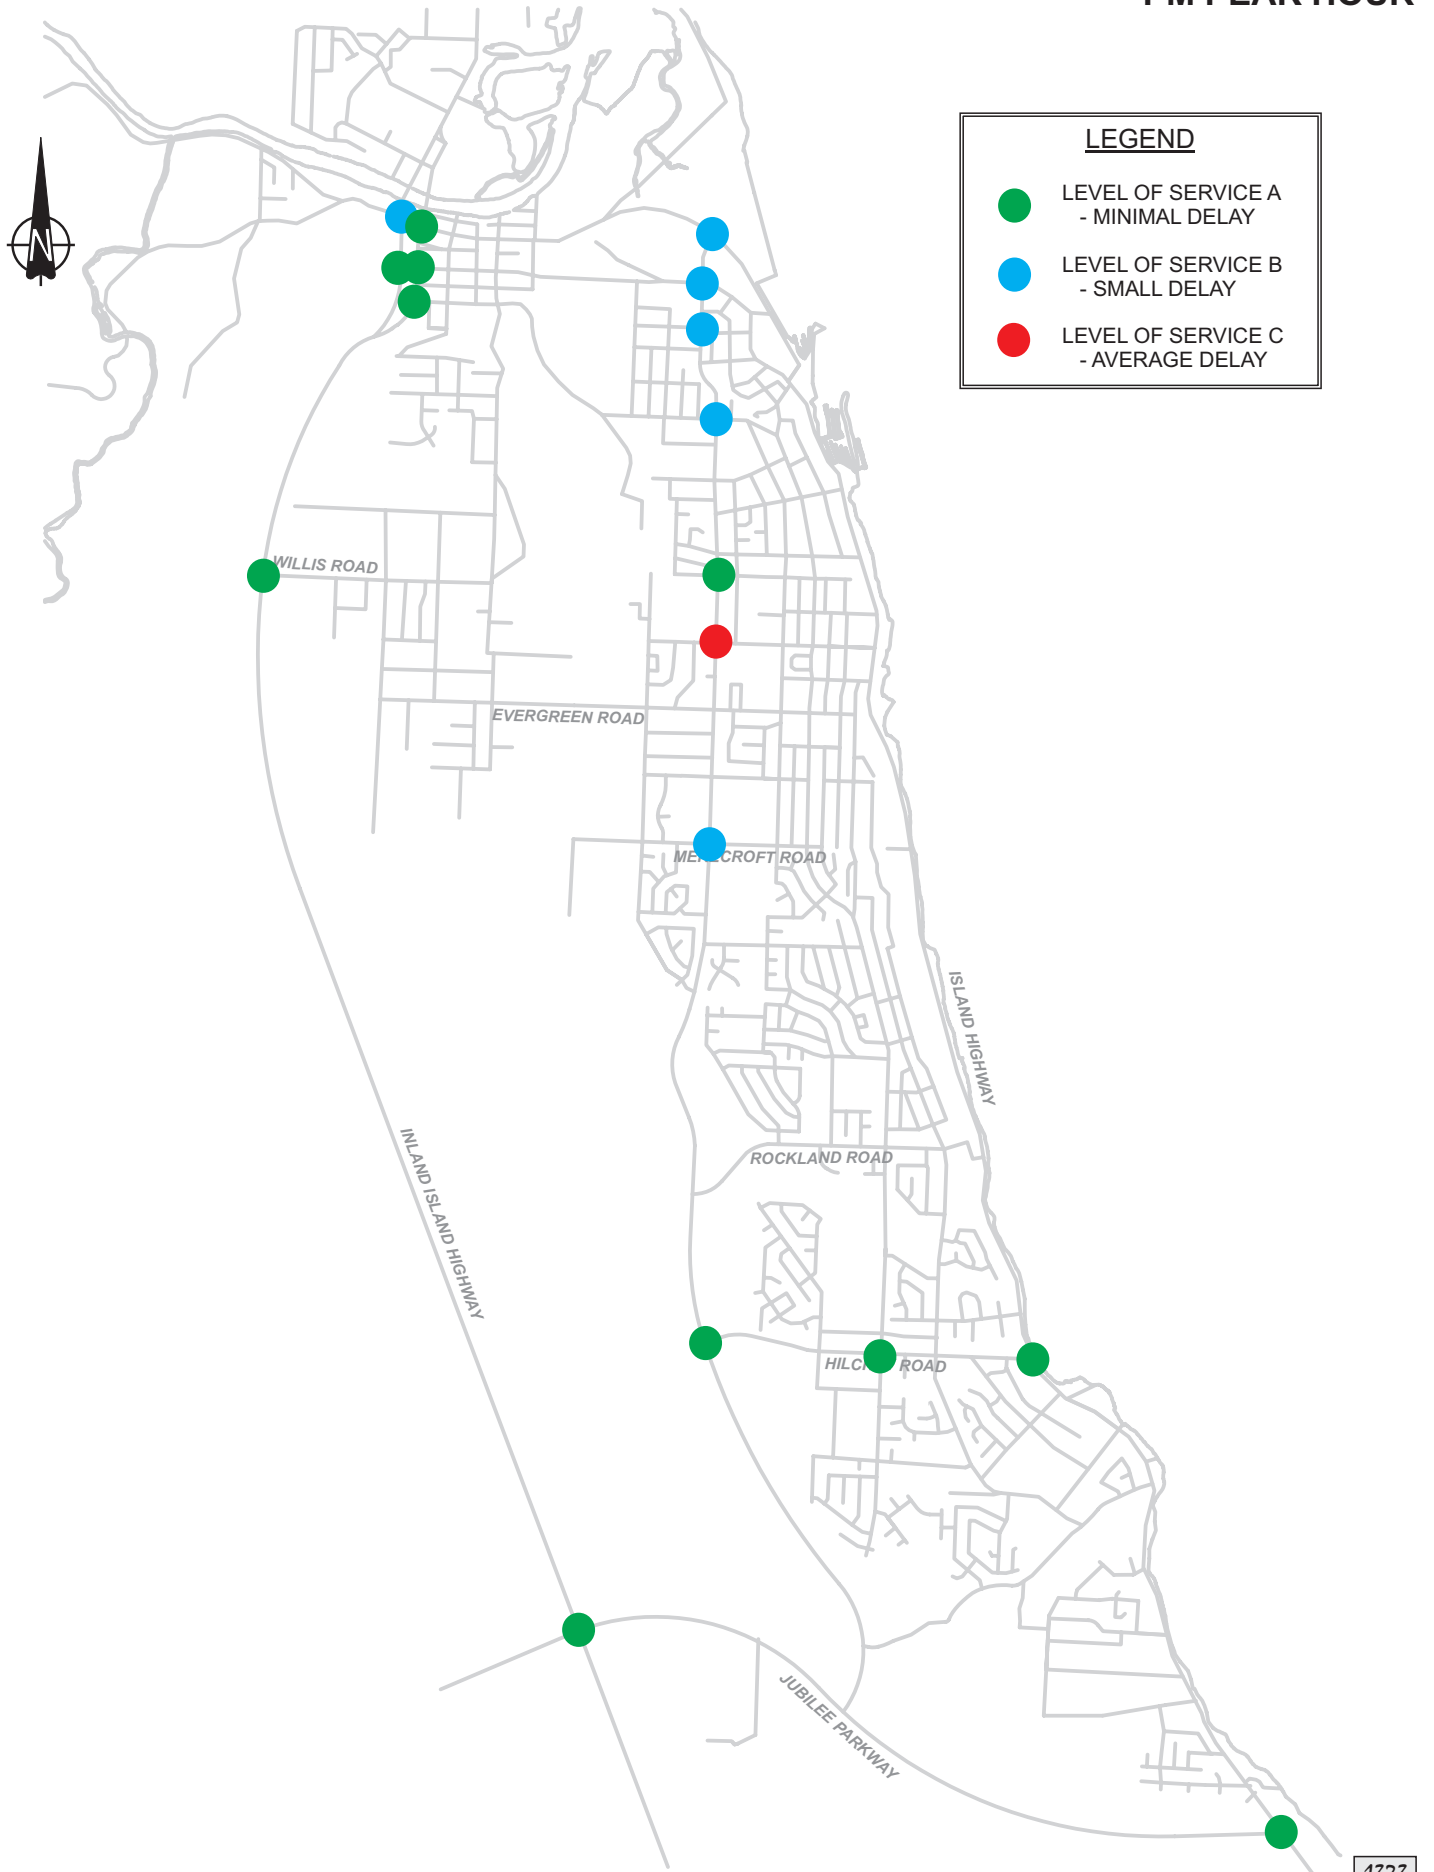 LEGEND
LEVEL OF SERVICE A
- MINIMAL DELAY
LEVEL OF SERVICE B
- SMALL DELAY
LEVEL OF SERVICE C
- AVERAGE DELAY
N
WILLIS ROAD
EVERGREEN ROAD
ROAD
ISLAND HIGHWAY
INLAND ISLAND HIGHWAY
ROCKLAND ROAD
ROAD
JUBILEE PARKWAY